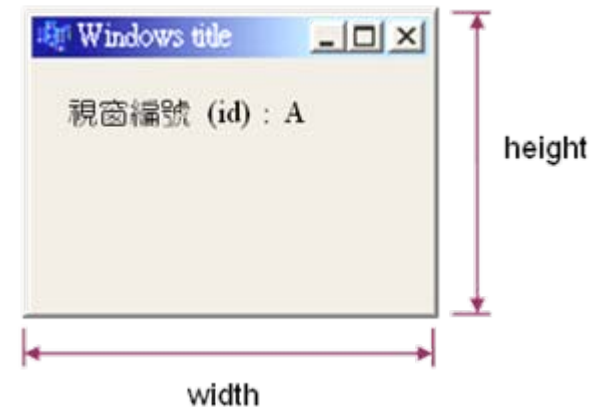 Windows title
視窗編號 (id) : A
height
width